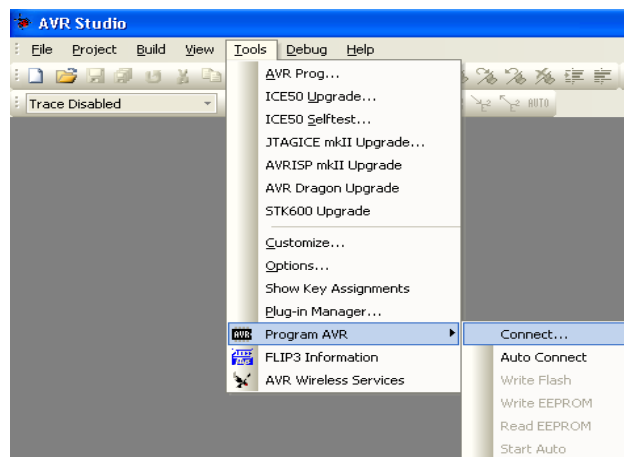 AVR Studio
File Project Build View Tools Debug Help
Trace Disabled
AUTO
AVR Prog...
ICE50 Upgrade...
ICE50 Selftest...
JTAGICE mkII Upgrade...
AVRISP mkII Upgrade
AVR Dragon Upgrade
STK600 Upgrade
Customize...
Options...
Show Key Assignments
Plug-in Manager...
AVR Program AVR
FLIP3 Information
AVR Wireless Services
Connect...
Auto Connect
Write Flash
Write EEPROM
Read EEPROM
Start Auto